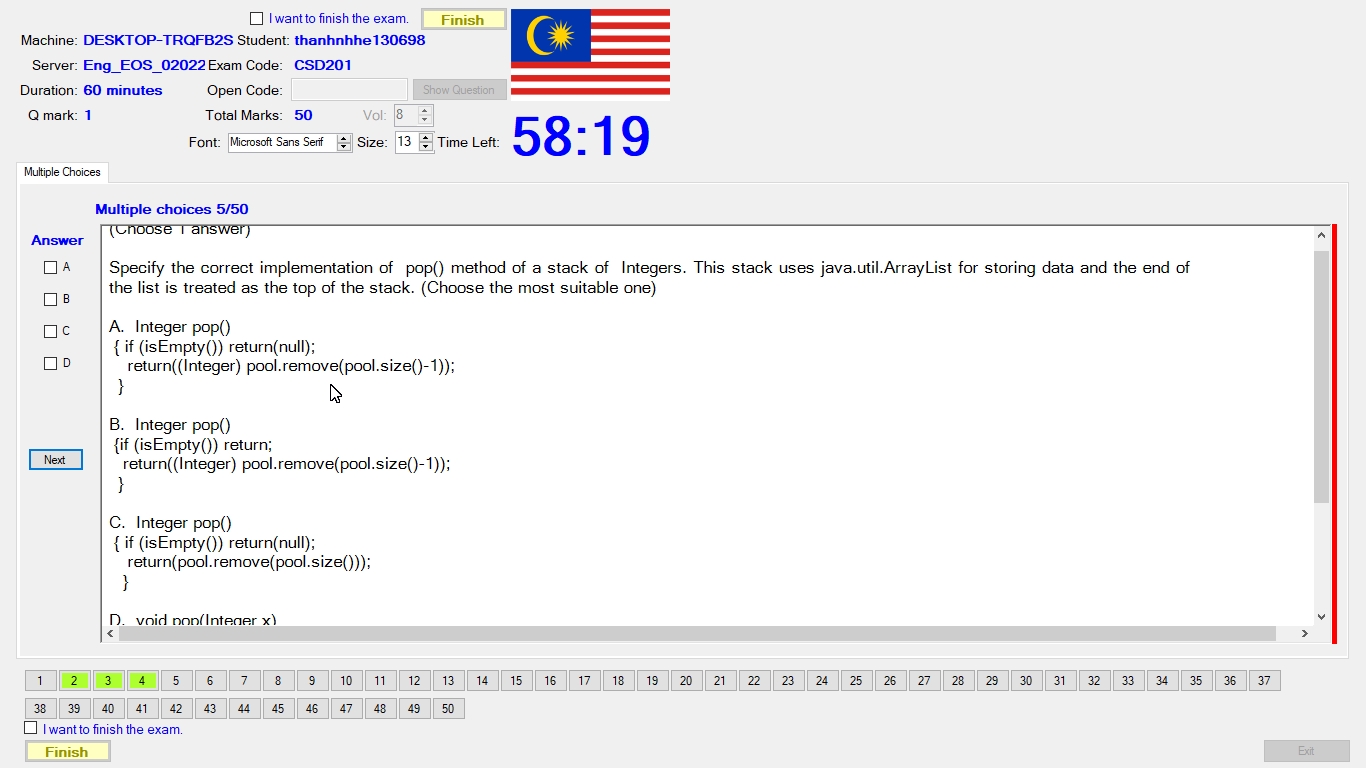 I want to finish the exam. Finish
Machine: DESKTOP-TRQFB2S Student: thanhnhhe130698
Server: Eng_EOS_02022 Exam Code: CSD201
Duration: 60 minutes Open Code: Show Question
Q mark: 1 Total Marks: 50 Vol: 8
Font: Microsoft Sans Serif Size: 13 Time Left: 58:19
Multiple Choices
Multiple choices 5/50
Answer
(Choose 1 answer)
A
Specify the correct implementation of pop() method of a stack of Integers. This stack uses java.util.ArrayList for storing data and the end of
the list is treated as the top of the stack. (Choose the most suitable one)
B
C
D
A. Integer pop()
{ if (isEmpty()) return(null);
return((Integer) pool.remove(pool.size()-1));
}
B. Integer pop()
{if (isEmpty()) return;
return((Integer) pool.remove(pool.size()-1));
}
Next
C. Integer pop()
{ if (isEmpty()) return(null);
return(pool.remove(pool.size()));
}
D. void pop(Integer x)
1 2 3 4 5 6 7 8 9 10 11 12 13 14 15 16 17 18 19 20 21 22 23 24 25 26 27 28 29 30 31 32 33 34 35 36 37
38 39 40 41 42 43 44 45 46 47 48 49 50
I want to finish the exam.
Finish
Exit